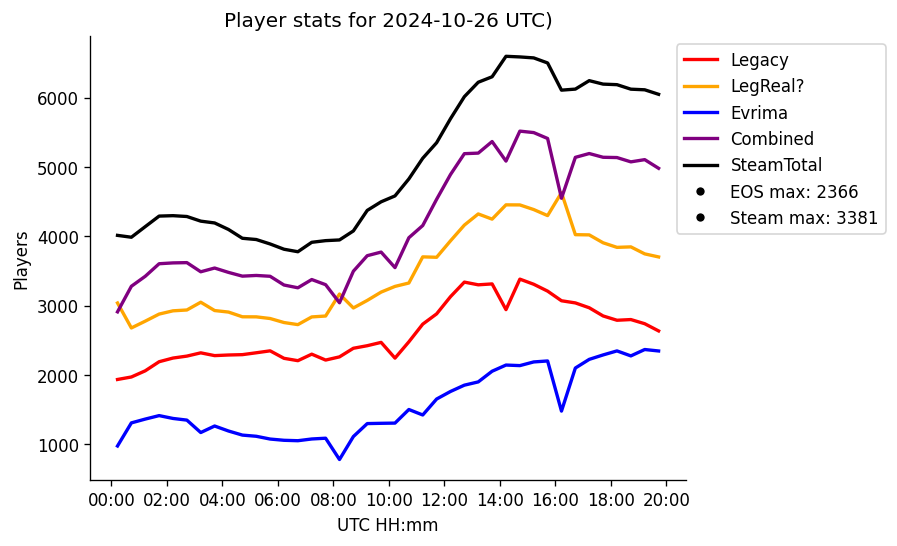 Player stats for 2024-10-26 UTC)
Legacy
LegReal?
Evrima
Combined
SteamTotal
EOS max: 2366
Steam max: 3381
Players
6000
5000
4000
3000
2000
1000
00:00 02:00 04:00 06:00 08:00 10:00 12:00 14:00 16:00 18:00 20:00
UTC HH:mm